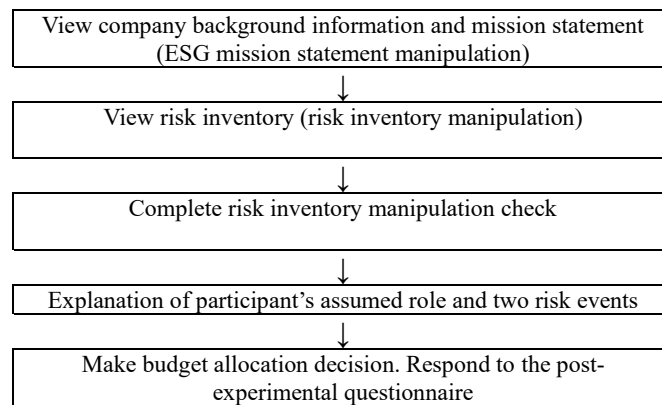 View company background information and mission statement
(ESG mission statement manipulation)
↓
View risk inventory (risk inventory manipulation)
↓
Complete risk inventory manipulation check
↓
Explanation of participant’s assumed role and two risk events
↓
Make budget allocation decision. Respond to the post-
experimental questionnaire